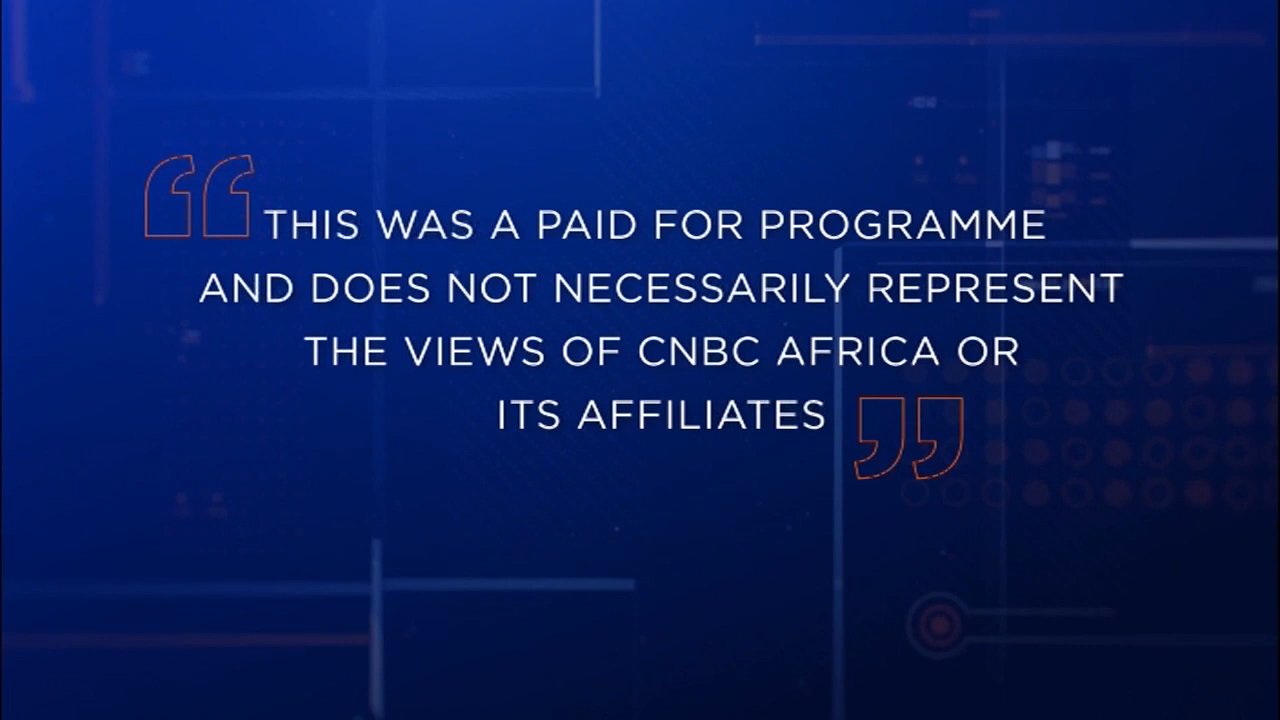 THIS WAS A PAID FOR PROGRAMME
AND DOES NOT NECESSARILY REPRESENT
THE VIEWS OF CNBC AFRICA OR
ITS AFFILIATES